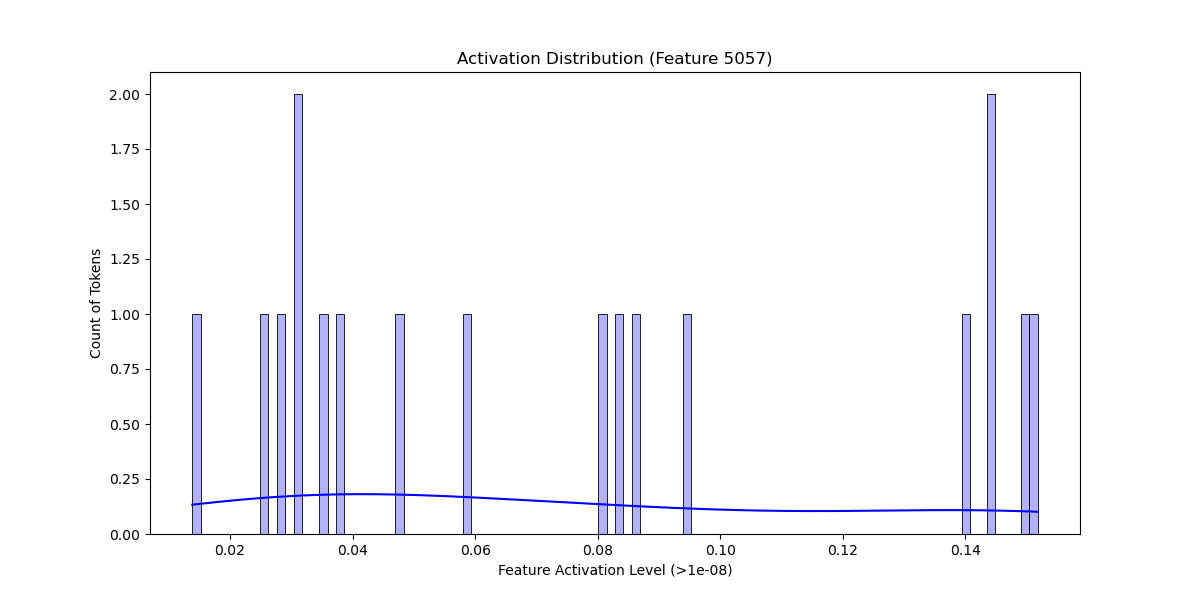 Activation Distribution (Feature 5057)
2.00
1.75
1.50
1.25
1.00
0.75
0.50
0.25
0.00
Count of Tokens
0.02 0.04 0.06 0.08 0.10 0.12 0.14
Feature Activation Level (>1e-08)